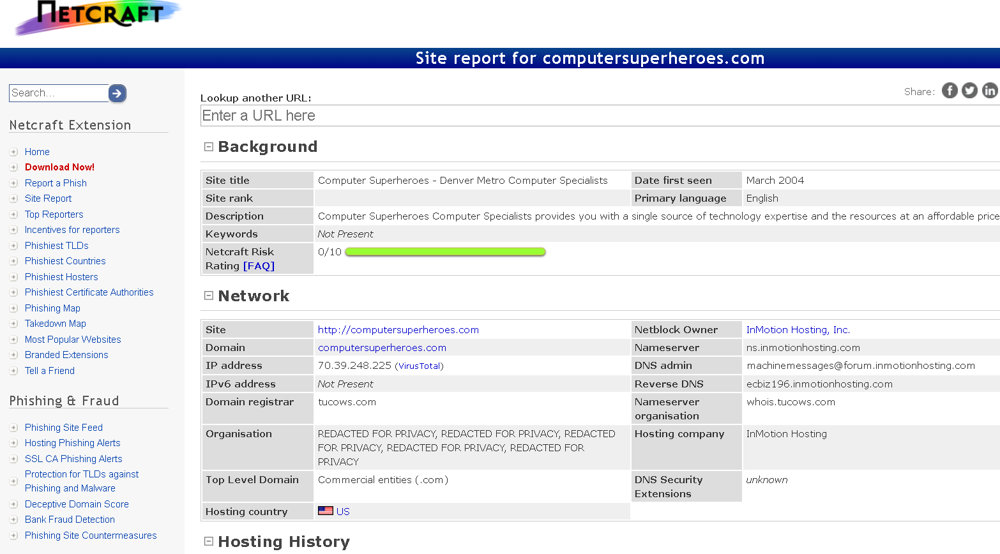 NETCRAFT
Site report for computersuperheroes.com
Search...
Netcraft Extension
Home
Download Now!
Report a Phish
Site Report
Top Reporters
Incentives for reporters
Phishiest TLDs
Phishiest Countries
Phishiest Hosters
Phishiest Certificate Authorities
Phishing Map
Takedown Map
Most Popular Websites
Branded Extensions
Tell a Friend
Phishing & Fraud
Phishing Site Feed
Hosting Phishing Alerts
SSL CA Phishing Alerts
Protection for TLDs against
Phishing and Malware
Deceptive Domain Score
Bank Fraud Detection
Phishing Site Countermeasures
Share:
Lookup another URL:
Enter a URL here
Background
Site title Computer Superheroes - Denver Metro Computer Specialists Date first seen March 2004
Site rank Primary language English
Description Computer Superheroes Computer Specialists provides you with a single source of technology expertise and the resources at an affordable price
Keywords Not Present
Netcraft Risk
Rating [FAQ]
0/10
Network
Site http://computersuperheroes.com Netblock Owner InMotion Hosting, Inc.
Domain computersuperheroes.com Nameserver ns.inmotionhosting.com
IP address 70.39.248.225 (VirusTotal) DNS admin machinemessages@forum.inmotionhosting.com
IPv6 address Not Present Reverse DNS ecbiz196.inmotionhosting.com
Domain registrar tucows.com Nameserver
organisation
whois.tucows.com
Organisation REDACTED FOR PRIVACY, REDACTED FOR PRIVACY, REDACTED
FOR PRIVACY, REDACTED FOR PRIVACY, REDACTED FOR
PRIVACY
Hosting company InMotion Hosting
Top Level Domain Commercial entities (.com) DNS Security
Extensions
unknown
Hosting country US
Hosting History